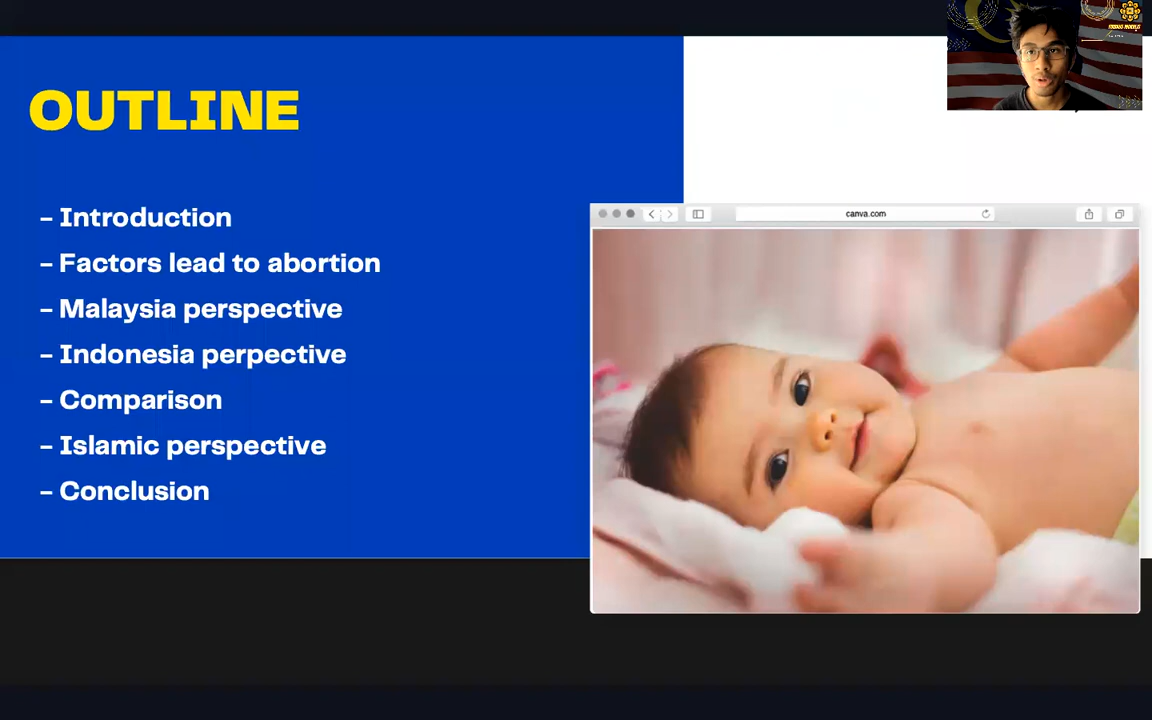 OUTLINE
– Introduction
– Factors lead to abortion
– Malaysia perspective
– Indonesia perpective
– Comparison
– Islamic perspective
– Conclusion
canva.com